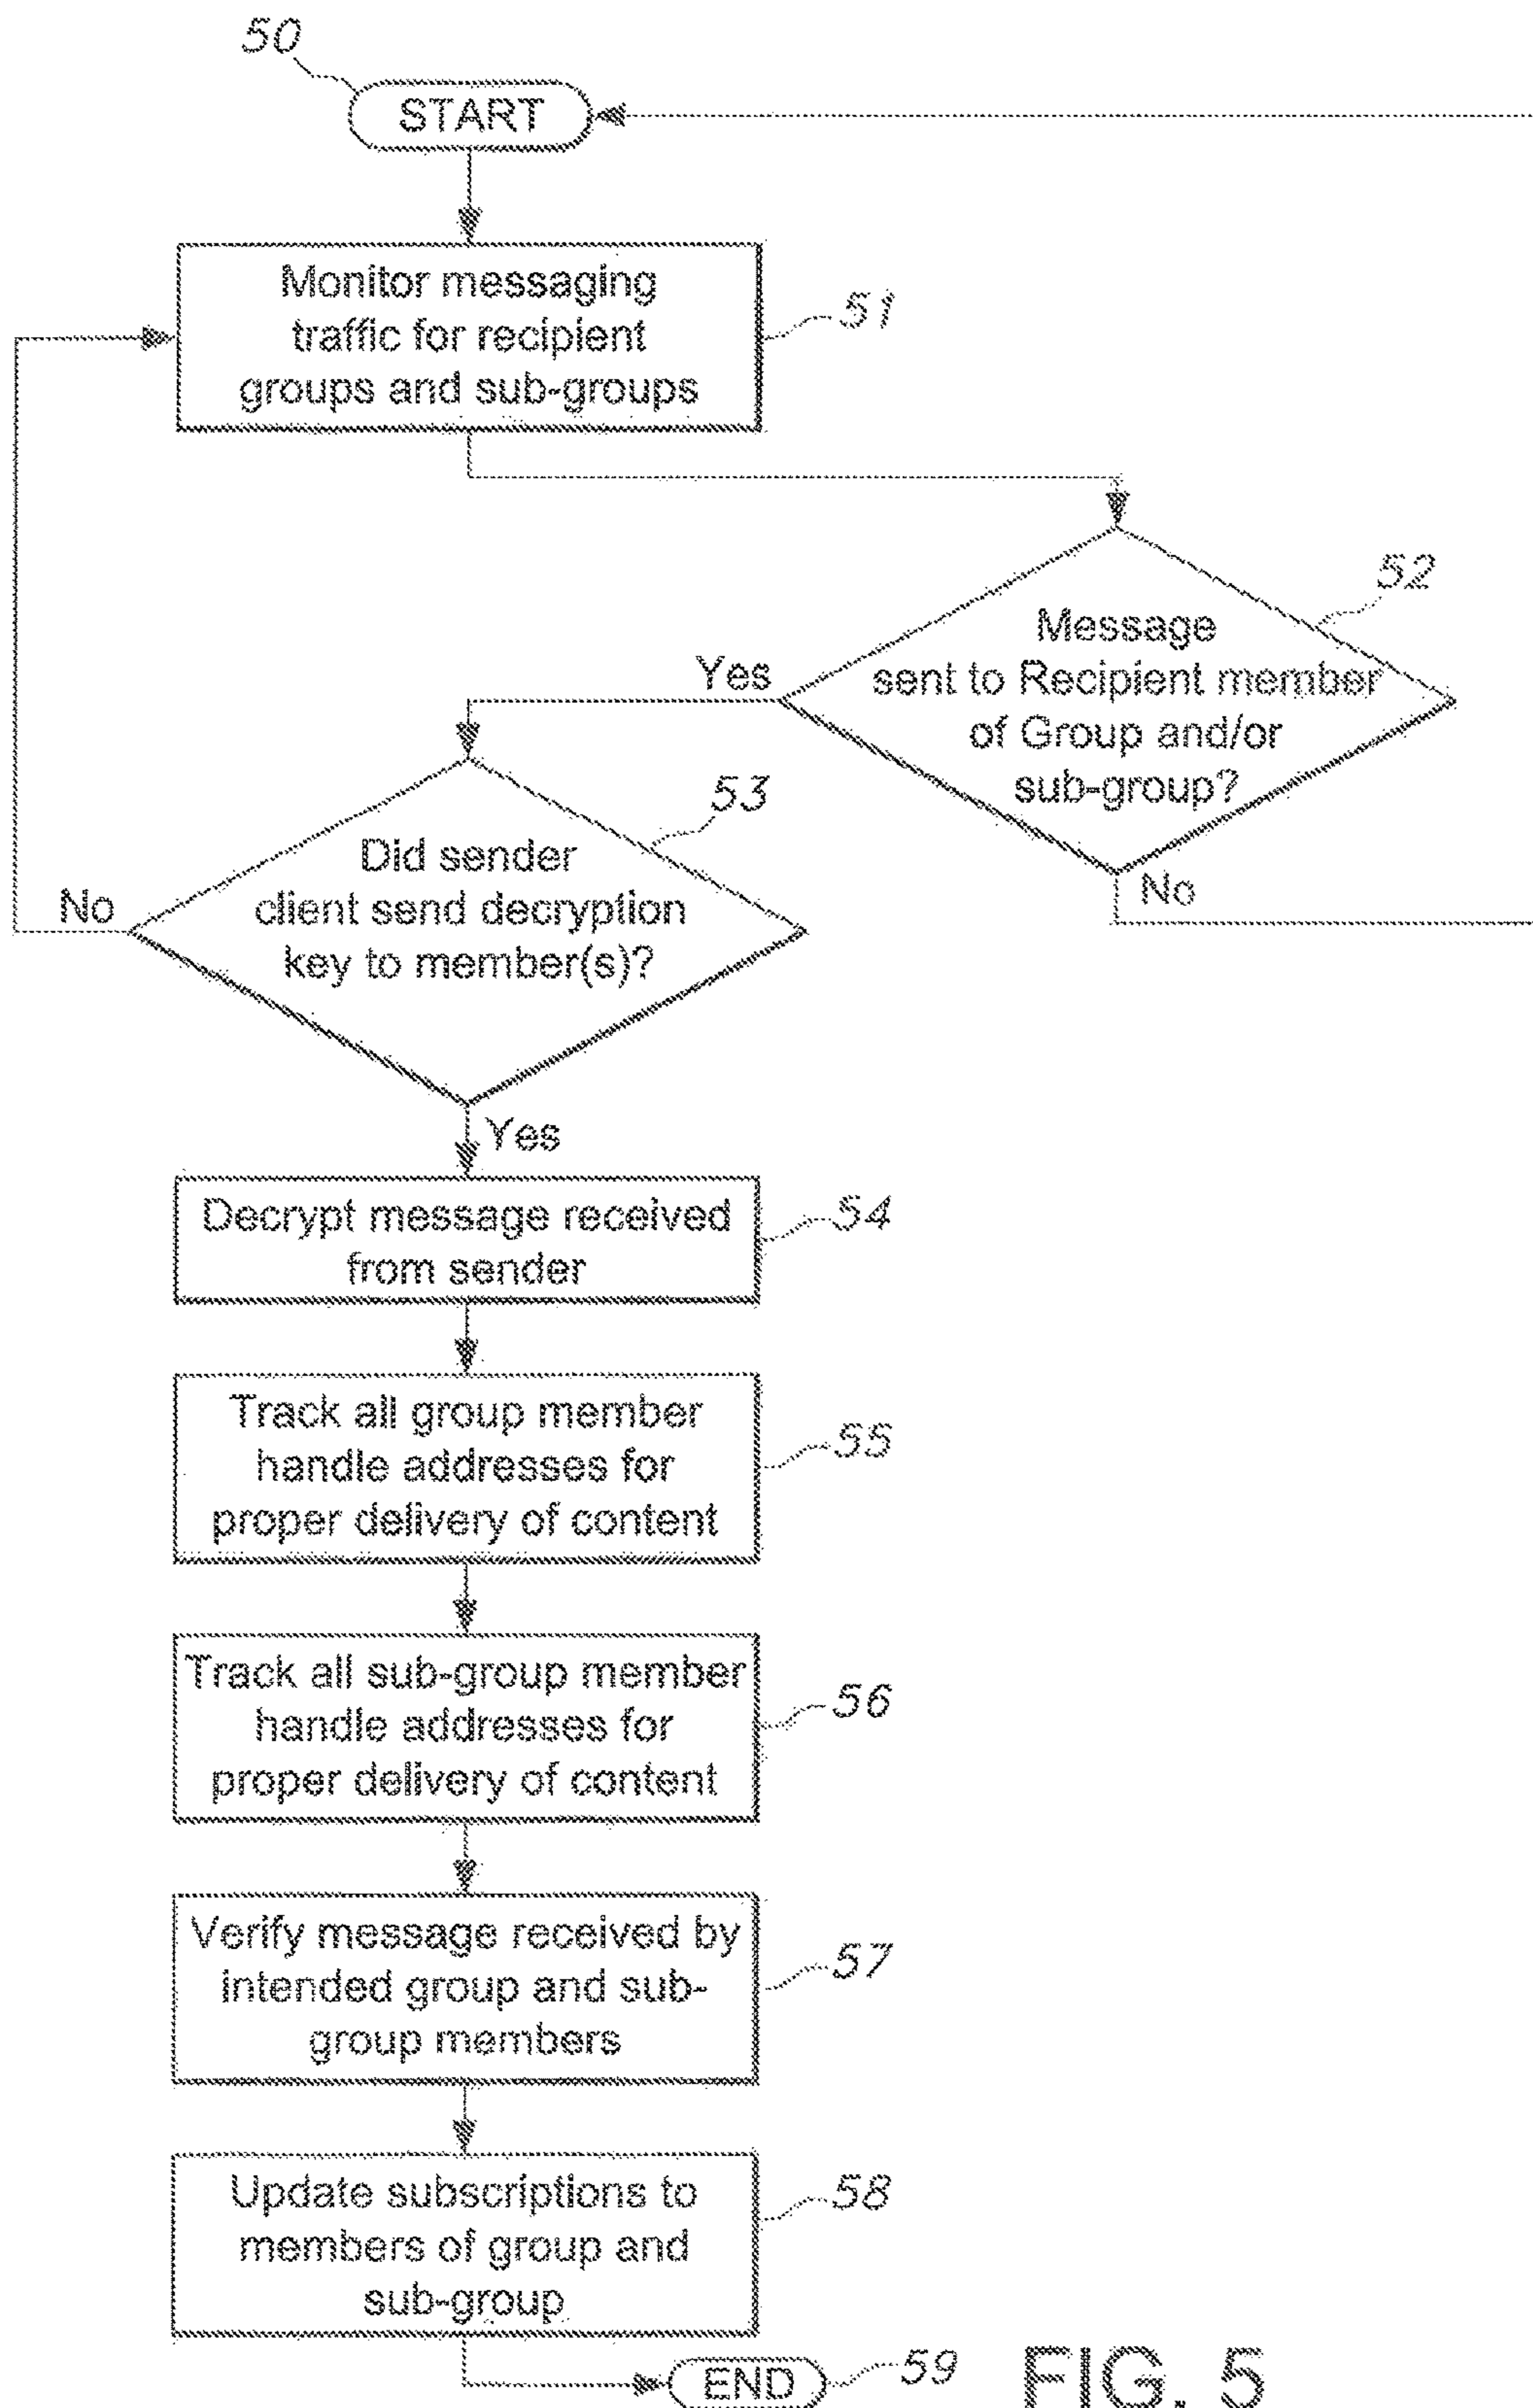 50
START
Monitor messaging
traffic for recipient
groups and sub-groups
51
52
Message
sent to Recipient member
of Group and/or
sub-group?
Yes
No
53
Did sender
client send decryption
key to member(s)?
No
Yes
Decrypt message received
from sender
54
Track all group member
handle addresses for
proper delivery of content
55
Track all sub-group member
handle addresses for
proper delivery of content
56
Verify message received by
intended group and sub-
group members
57
Update subscriptions to
members of group and
sub-group
58
END
59
FIG. 5